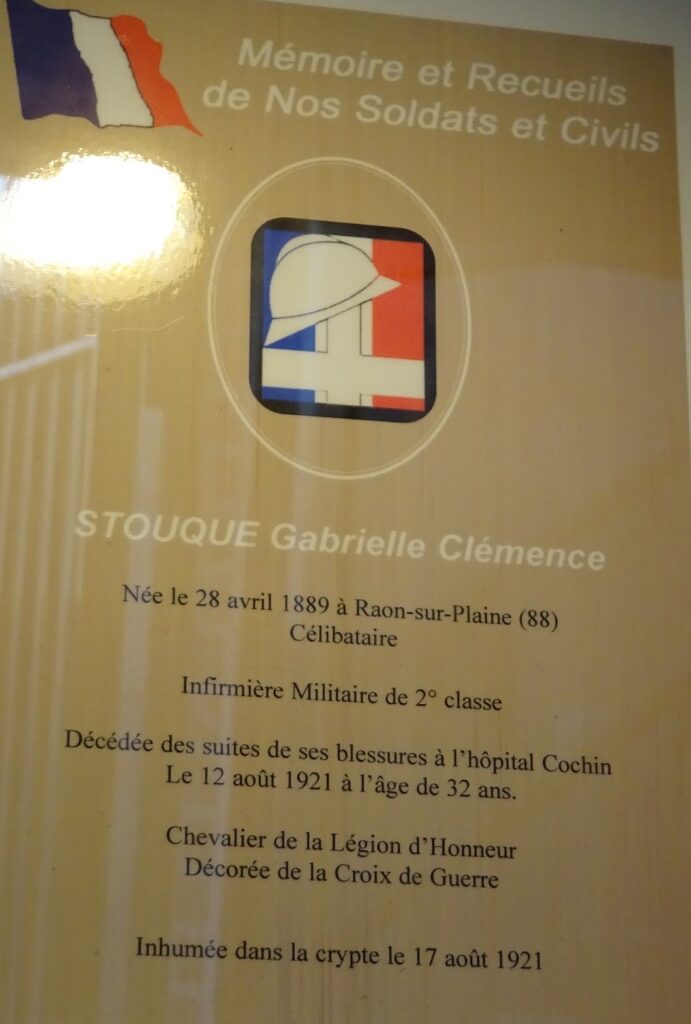 Mémoire et Recueils
de Nos Soldats et Civils
STOUQUE Gabrielle Clémence
Née le 28 avril 1889 à Raon-sur-Plaine (88)
Célibataire
Infirmière Militaire de 2° classe
Décédée des suites de ses blessures à l'hôpital Cochin
Le 12 août 1921 à l'âge de 32 ans.
Chevalier de la Légion d'Honneur
Décorée de la Croix de Guerre
Inhumée dans la crypte le 17 août 1921